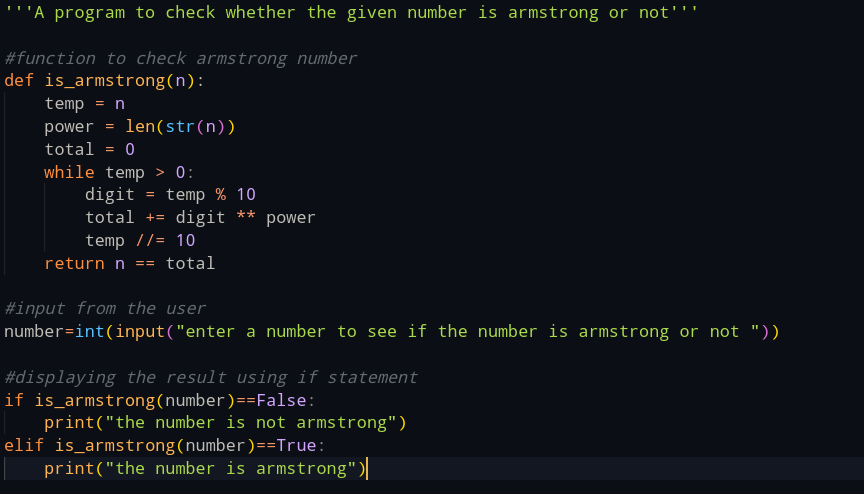 '''A program to check whether the given number is armstrong or not'''

#function to check armstrong number
def is_armstrong(n):
    temp = n
    power = len(str(n))
    total = 0
    while temp > 0:
        digit = temp % 10
        total += digit ** power
        temp //= 10
    return n == total

#input from the user
number=int(input("enter a number to see if the number is armstrong or not "))

#displaying the result using if statement
if is_armstrong(number)==False:
    print("the number is not armstrong")
elif is_armstrong(number)==True:
    print("the number is armstrong")